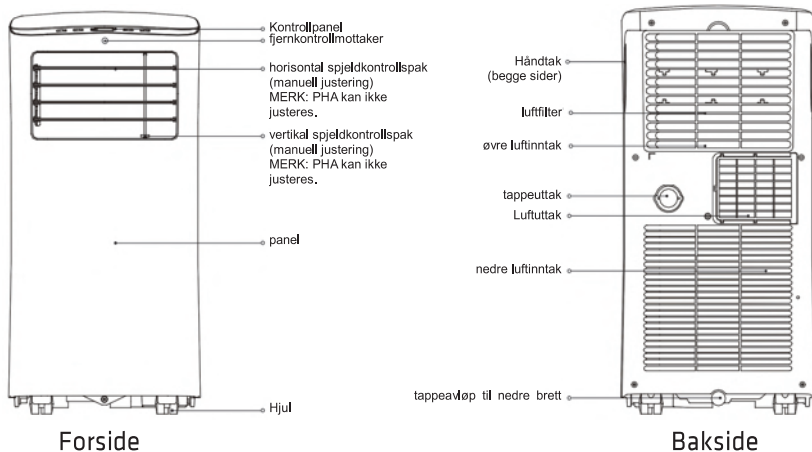 Kontrollpanel
fjernkontrollmottaker
horisontal spjeldkontrollspak
(manuell justering)
MERK: PHA kan ikke
justeres.
vertikal spjeldkontrollspak
(manuell justering)
MERK: PHA kan ikke
justeres.
panel
Hjul
Forside
Håndtak
(begge sider)
luftfilter
øvre luftinntak
tappeuttak
Luftuttak
nedre luftinntak
tappeavløp til nedre brett
Bakside